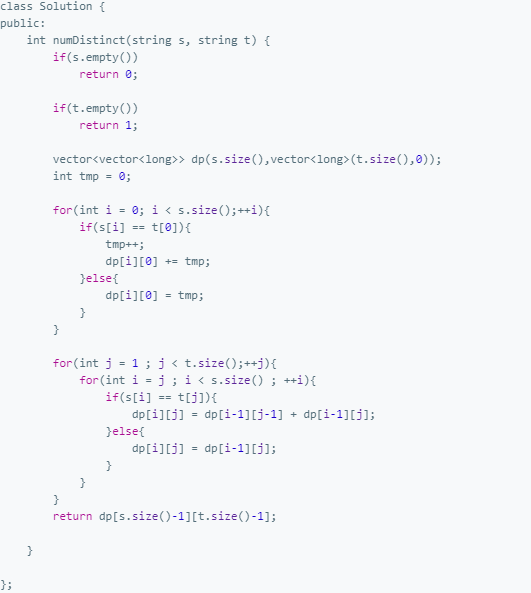 class Solution {
public:
    int numDistinct(string s, string t) {
        if(s.empty())
            return 0;

        if(t.empty())
            return 1;

        vector<vector<long>> dp(s.size(),vector<long>(t.size(),0));
        int tmp = 0;

        for(int i = 0; i < s.size();++i){
            if(s[i] == t[0]){
                tmp++;
                dp[i][0] += tmp;
            }else{
                dp[i][0] = tmp;
            }
        }

        for(int j = 1 ; j < t.size();++j){
            for(int i = j ; i < s.size() ; ++i){
                if(s[i] == t[j]){
                    dp[i][j] = dp[i-1][j-1] + dp[i-1][j];
                }else{
                    dp[i][j] = dp[i-1][j];
                }
            }
        }
        return dp[s.size()-1][t.size()-1];

    }

};